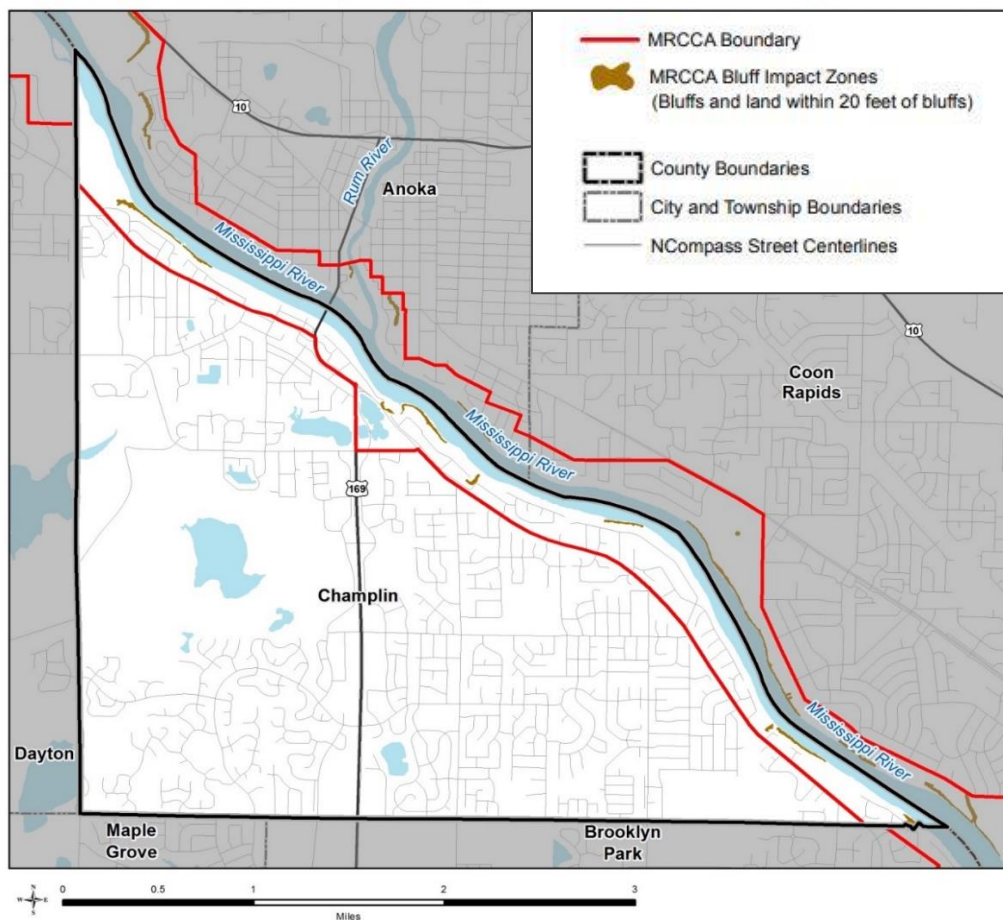 MRCCA Boundary
MRCCA Bluff Impact Zones
(Bluffs and land within 20 feet of bluffs)
County Boundaries
City and Township Boundaries
NCompass Street Centerlines
10
Rum River
Anoka
Mississippi River
10
Coon
Rapids
Mississippi River
169
Champlin
Mississippi River
Dayton
Maple
Grove
Brooklyn
Park
N
W E
S
0 0.5 1 2 3
Miles